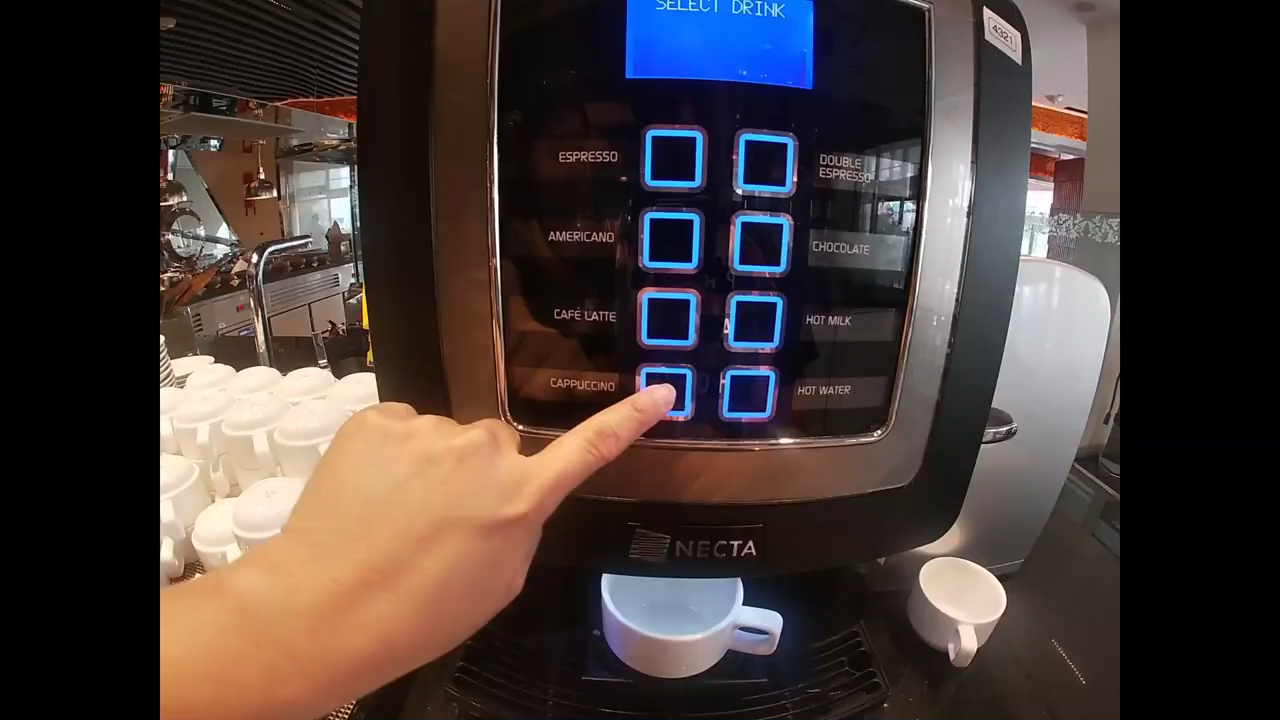 SELECT DRINK
4321
ESPRESSO
DOUBLE
ESPRESSO
AMERICANO
CHOCOLATE
CAFÉ LATTE
HOT MILK
CAPPUCCINO
HOT WATER
NECTA